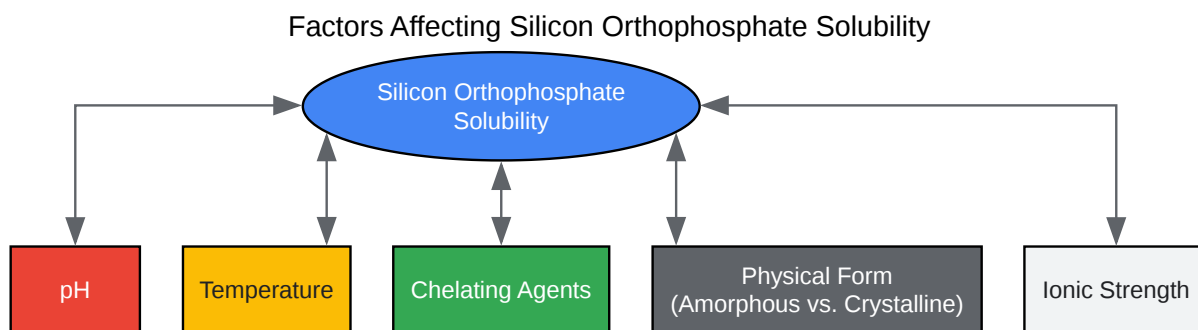 Factors Affecting Silicon Orthophosphate Solubility
Silicon Orthophosphate
Solubility
pH
Temperature
Chelating Agents
Physical Form
(Amorphous vs. Crystalline)
Ionic Strength